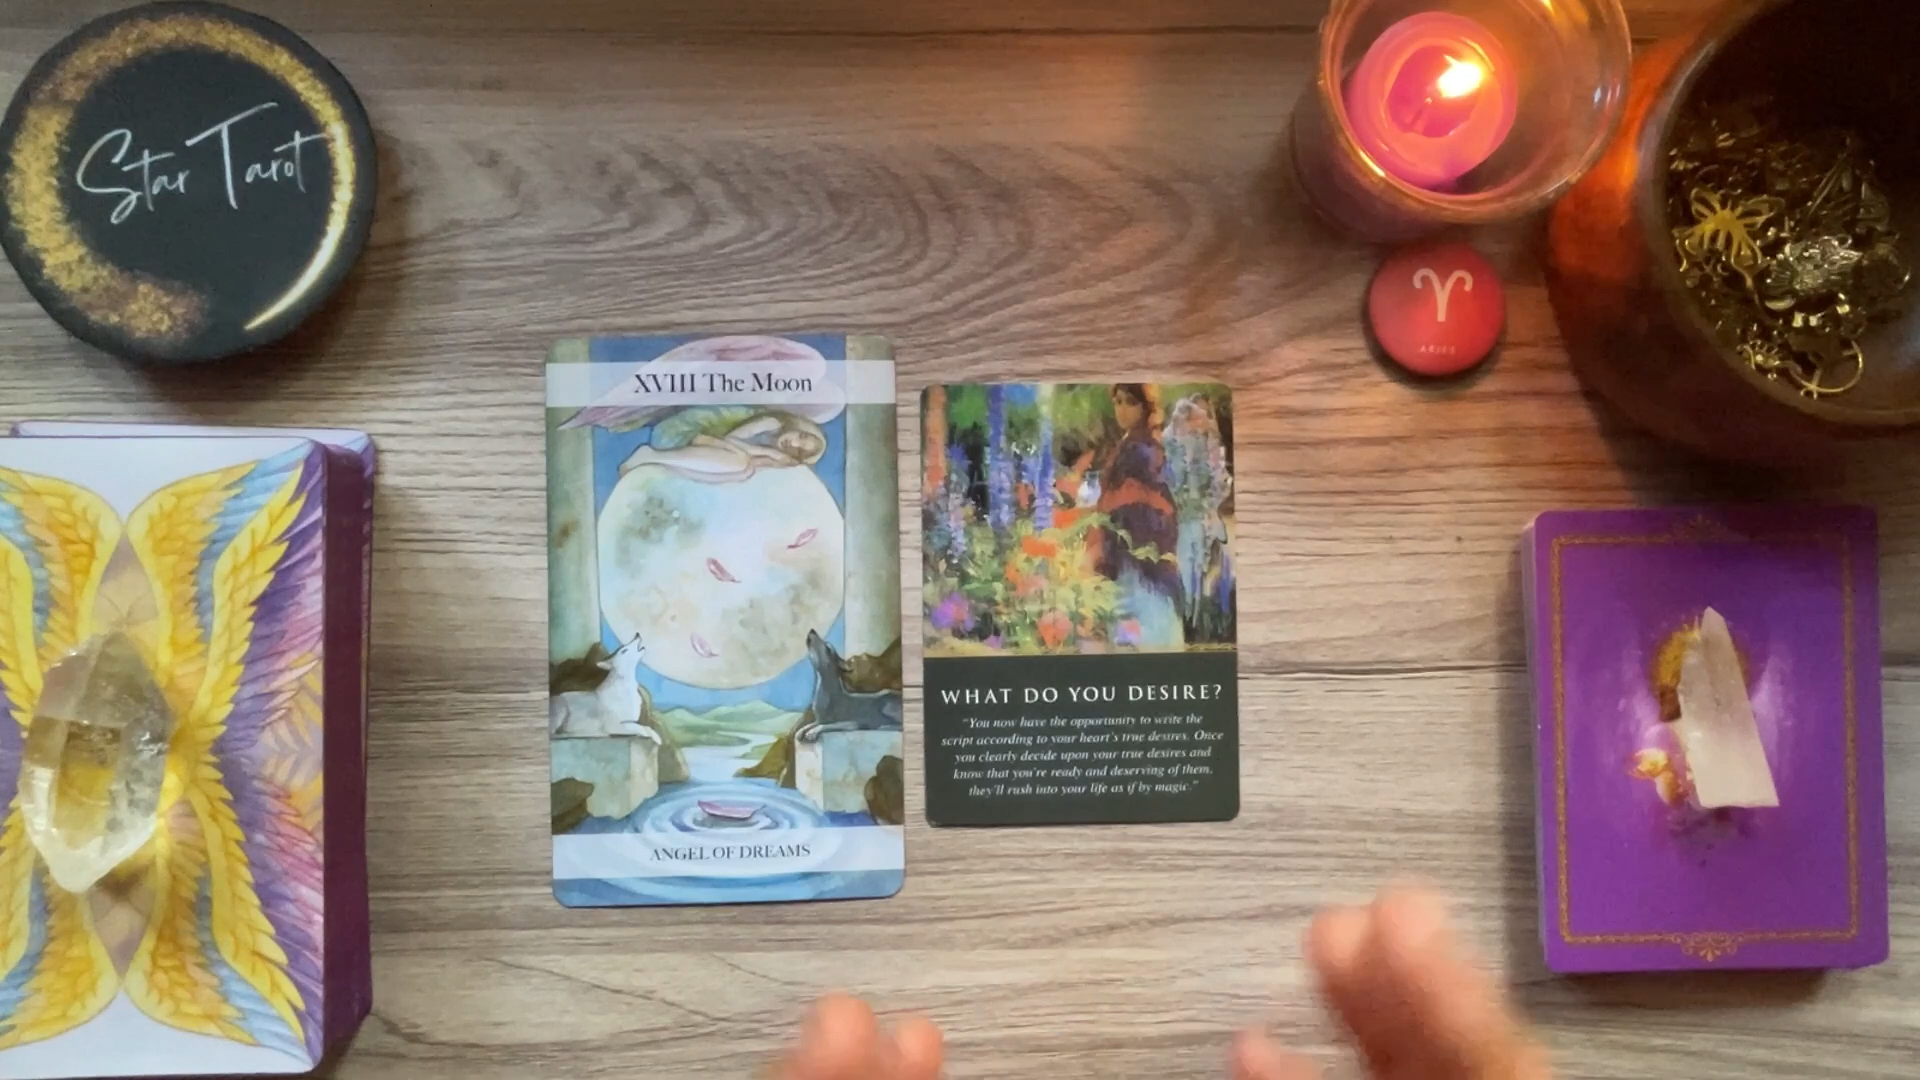 Star Tarot
XVIII The Moon
ARIES
WHAT DO YOU DESIRE?
"You now have the opportunity to write the
script according to your heart's true desires. Once
you clearly decide upon your true desires and
know that you're ready and deserving of them,
they'll rush into your life as if by magic."
ANGEL OF DREAMS